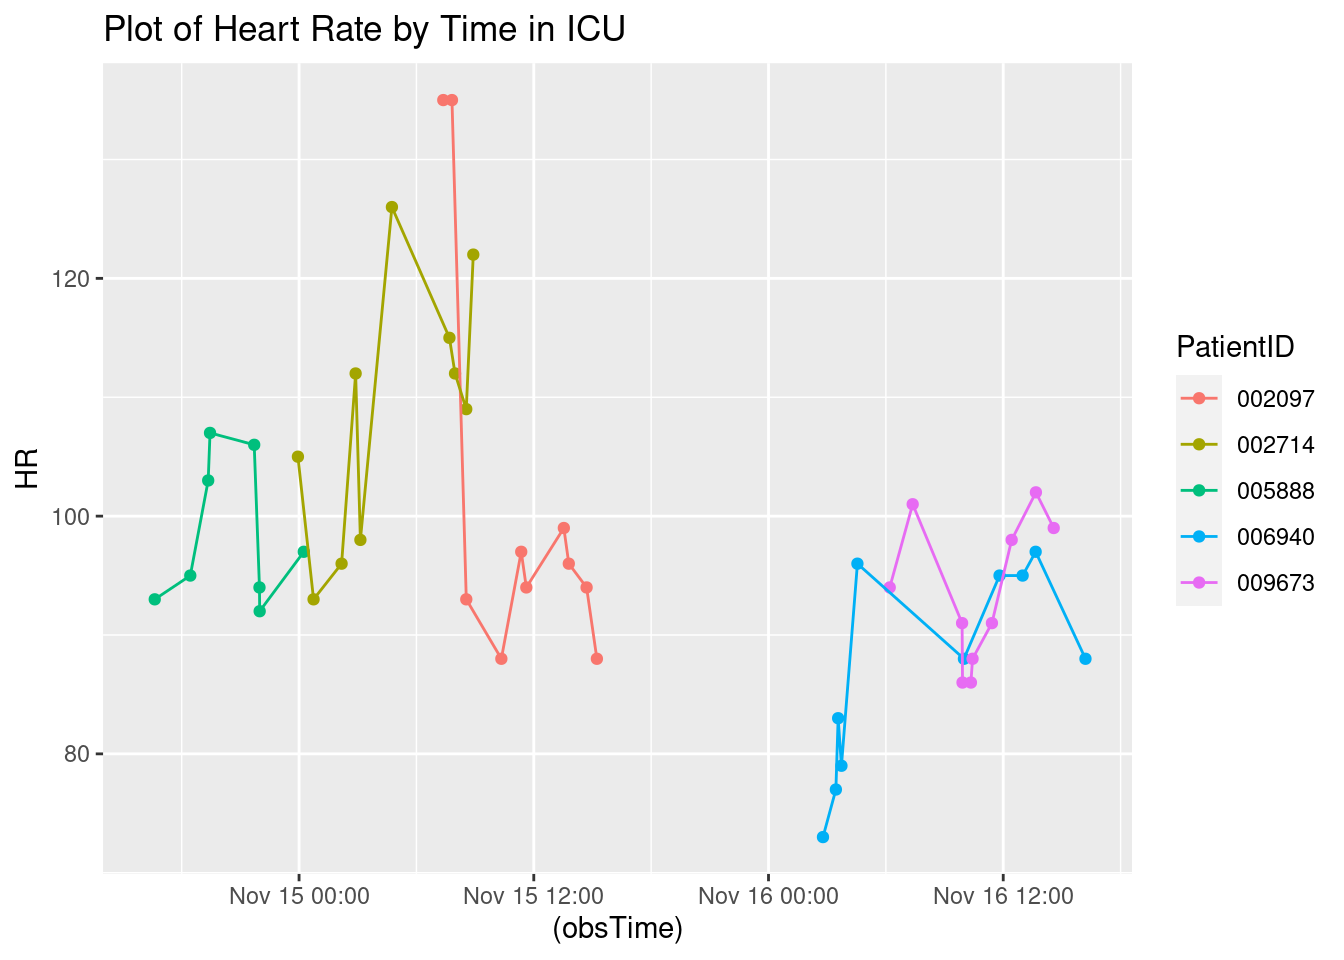 Plot of Heart Rate by Time in ICU
HR
120
100
80
Nov 15 00:00
Nov 15 12:00
Nov 16 00:00
Nov 16 12:00
(obsTime)
PatientID
002097
002714
005888
006940
009673